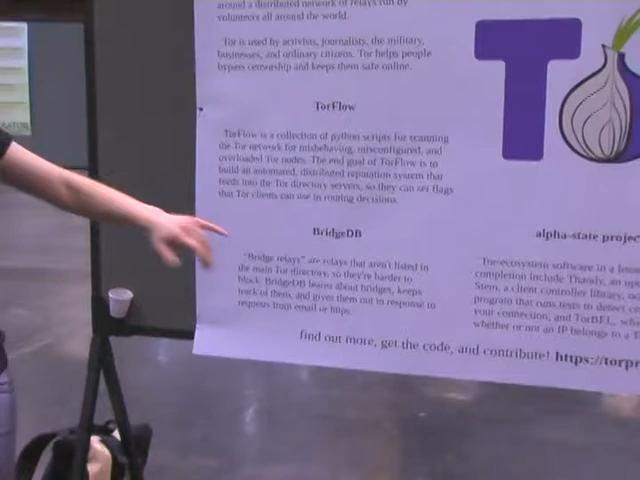 around a distributed network of relays run by
volunteers all around the world.
Tor is used by activists, journalists, the military,
businesses, and ordinary citizens. Tor helps people
bypass censorship and keeps them safe online.
TorFlow
TorFlow is a collection of python scripts for scanning
the Tor network for misbehaving, misconfigured, and
overloaded Tor nodes. The end goal of TorFlow is to
build an automated, distributed reputation system that
feeds into the Tor directory servers, so they can set flags
that Tor clients can use in routing decisions.
BridgeDB
"Bridge relays" are relays that aren't listed in
the main Tor directory, so they're harder to
block. BridgeDB learns about bridges, keeps
track of them, and gives them out in response to
requests from email or https.
T
alpha-state projec
Tor-ecosystem software in a less
completion include Thandy, an up
Stem, a client controller library, o
program that runs tests to detect ce
your connection, and TorBEL, wh
whether or not an IP belongs to a T
find out more, get the code, and contribute! https://torpr